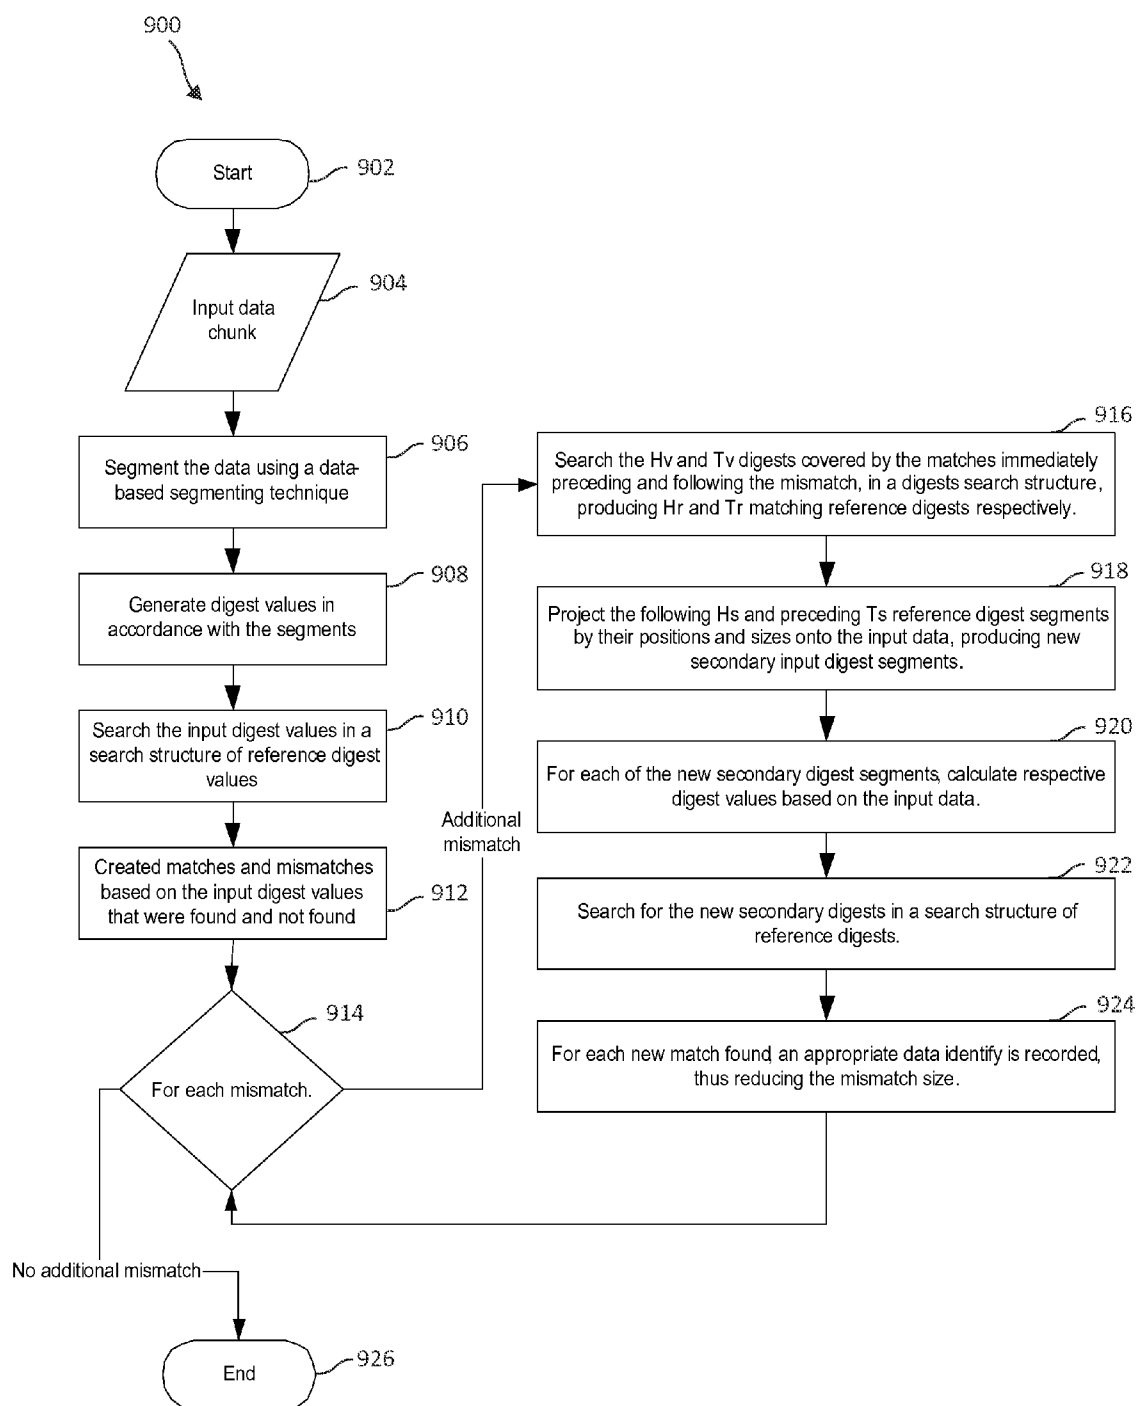 900
Start
902
Input data
chunk
904
Segment the data using a data-
based segmenting technique
906
Generate digest values in
accordance with the segments
908
Search the input digest values in a
search structure of reference digest
values
910
Created matches and mismatches
based on the input digest values
that were found and not found
912
For each mismatch.
914
Additional
mismatch
Search the Hv and Tv digests covered by the matches immediately
preceding and following the mismatch, in a digests search structure,
producing Hr and Tr matching reference digests respectively.
916
Project the following Hs and preceding Ts reference digest segments
by their positions and sizes onto the input data, producing new
secondary input digest segments.
918
For each of the new secondary digest segments, calculate respective
digest values based on the input data.
920
Search for the new secondary digests in a search structure of
reference digests.
922
For each new match found, an appropriate data identify is recorded,
thus reducing the mismatch size.
924
No additional mismatch
End
926